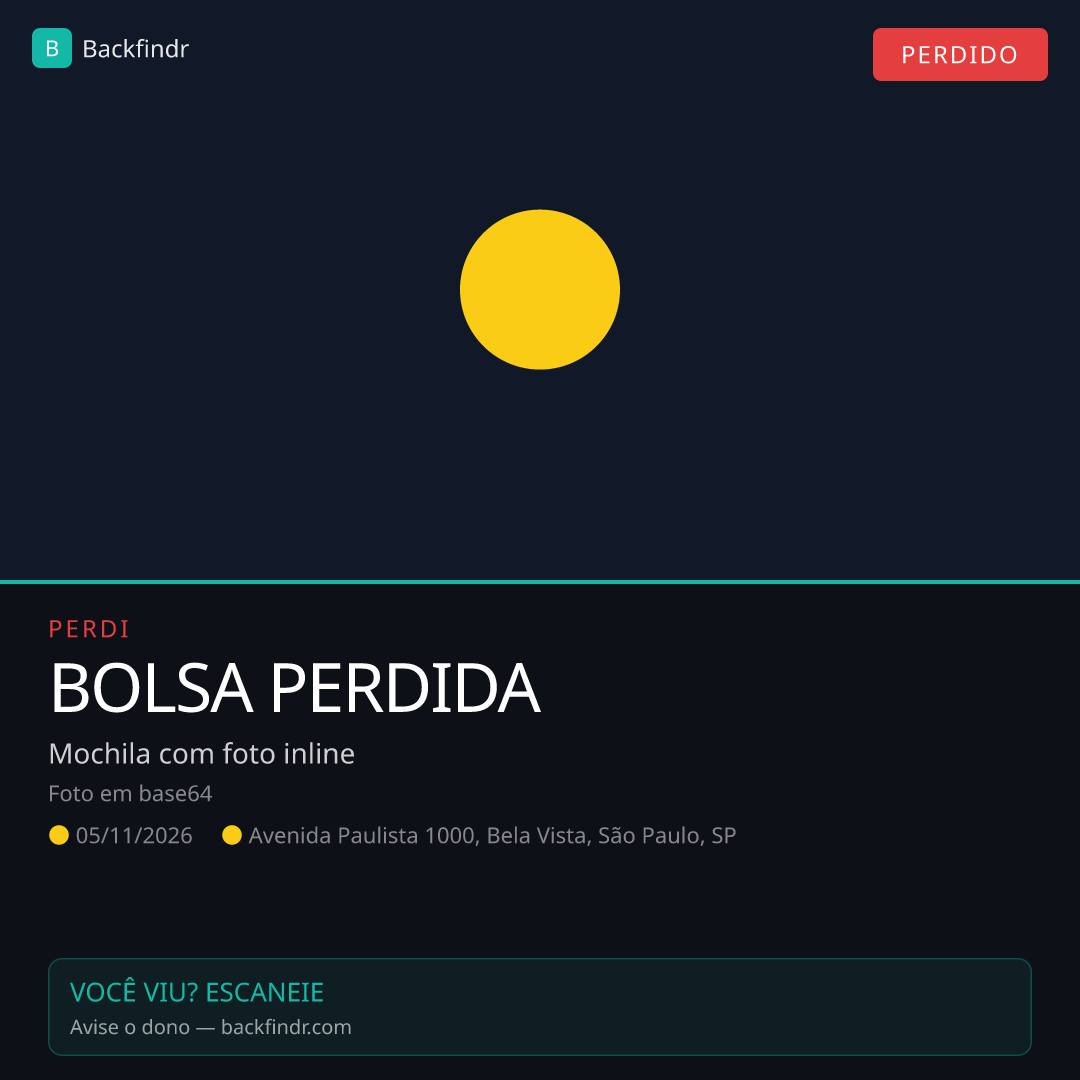 B Backfindr
PERDIDO
PERDI
BOLSA PERDIDA
Mochila com foto inline
Foto em base64
05/11/2026 Avenida Paulista 1000, Bela Vista, São Paulo, SP
VOCÊ VIU? ESCANEIE
Avise o dono — backfindr.com